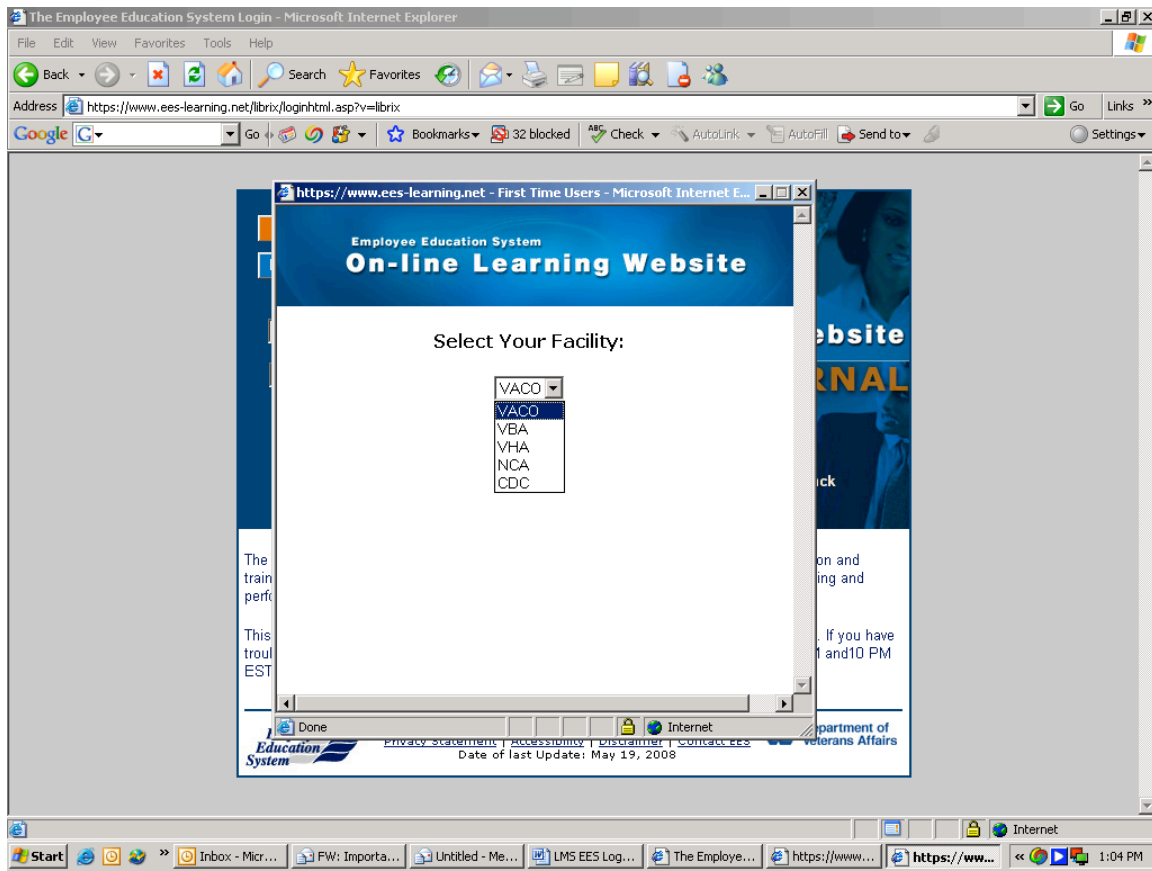 The Employee Education System Login - Microsoft Internet Explorer
File Edit View Favorites Tools Help
Back Search Favorites
Address https://www.ees-learning.net/librix/loginhtml.asp?v=librix Go Links »
Google G Go Bookmarks 32 blocked ABC Check AutoLink AutoFill Send to Settings
https://www.ees-learning.net - First Time Users - Microsoft Internet E...
Employee Education System
On-line Learning Website
Select Your Facility:
VACO
VACO
VBA
VHA
NCA
CDC
ebsite
RNAL
ck
The on and
train ing and
perfo
This . If you have
troul and10 PM
EST
Done Internet
Education
System
Privacy Statement | Accessibility | Disclaimer | Contact EES
Date of last Update: May 19, 2008
partment of
Veterans Affairs
Internet
Start » Inbox - Micr... FW: Importa... Untitled - Me... LMS EES Log... The Employe... https://www... https://ww... « 1:04 PM